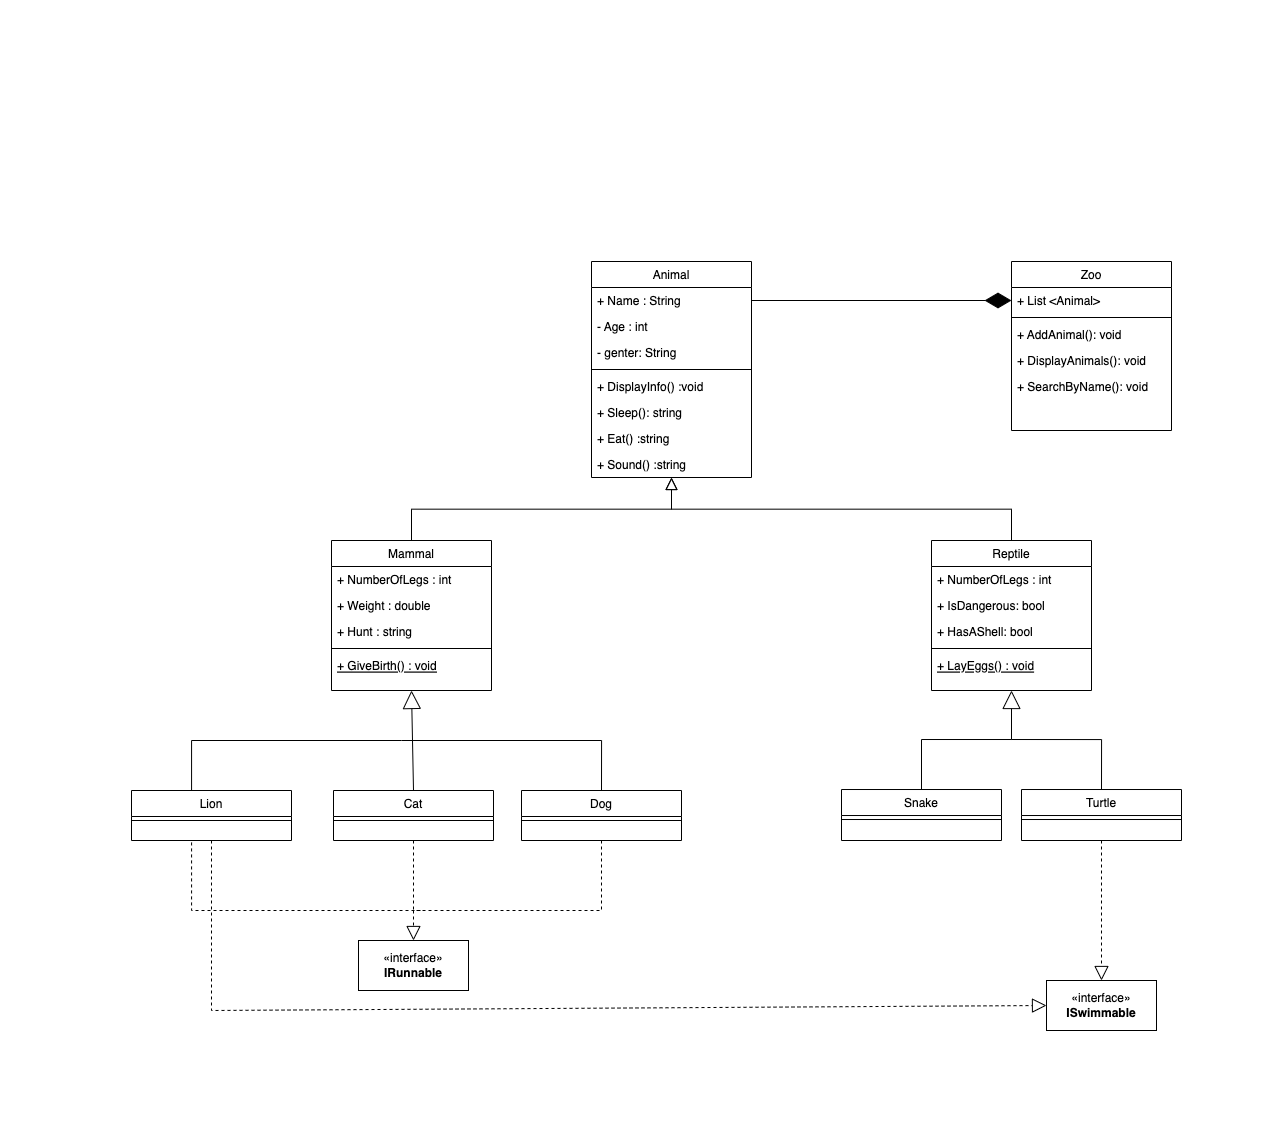 Animal
+ Name : String
- Age : int
- genter: String
+ DisplayInfo() :void
+ Sleep(): string
+ Eat() :string
+ Sound() :string
Zoo
+ List <Animal>
+ AddAnimal(): void
+ DisplayAnimals(): void
+ SearchByName(): void
Mammal
+ NumberOfLegs : int
+ Weight : double
+ Hunt : string
+ GiveBirth() : void
Reptile
+ NumberOfLegs : int
+ IsDangerous: bool
+ HasAShell: bool
+ LayEggs() : void
Lion
Cat
Dog
Snake
Turtle
«interface»
IRunnable
«interface»
ISwimmable